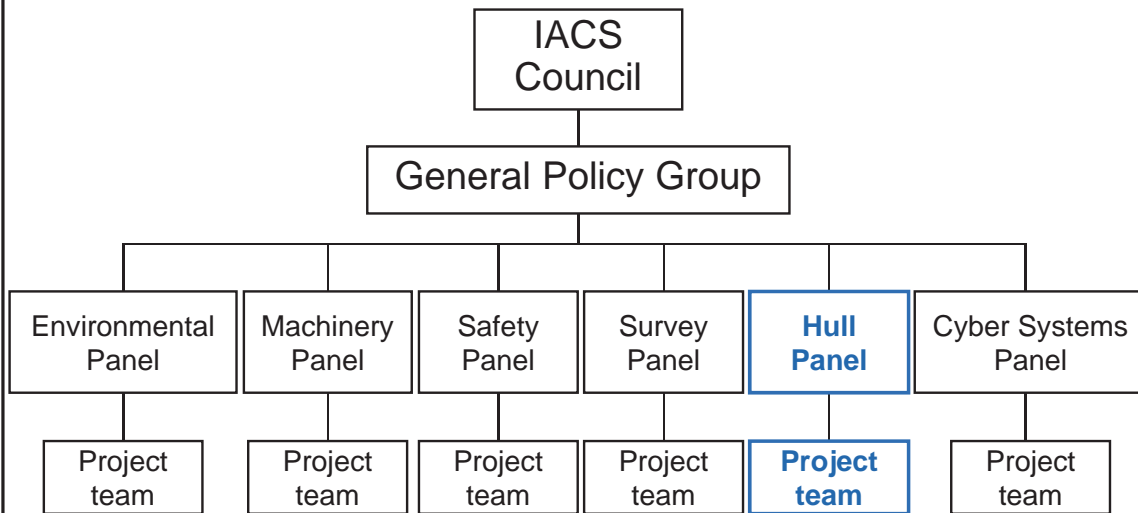 IACS
Council
General Policy Group
Environmental
Panel
Machinery
Panel
Safety
Panel
Survey
Panel
Hull
Panel
Cyber Systems
Panel
Project
team
Project
team
Project
team
Project
team
Project
team
Project
team